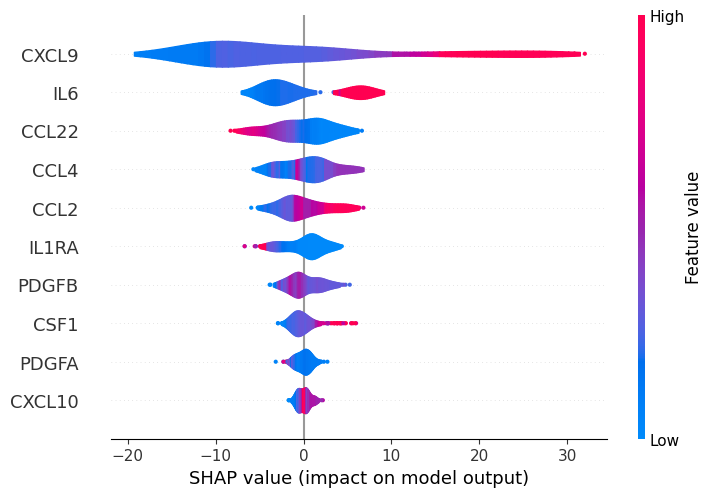 High
CXCL9
IL6
CCL22
CCL4
CCL2
IL1RA
PDGFB
CSF1
PDGFA
CXCL10
Feature value
Low
−20 −10 0 10 20 30
SHAP value (impact on model output)